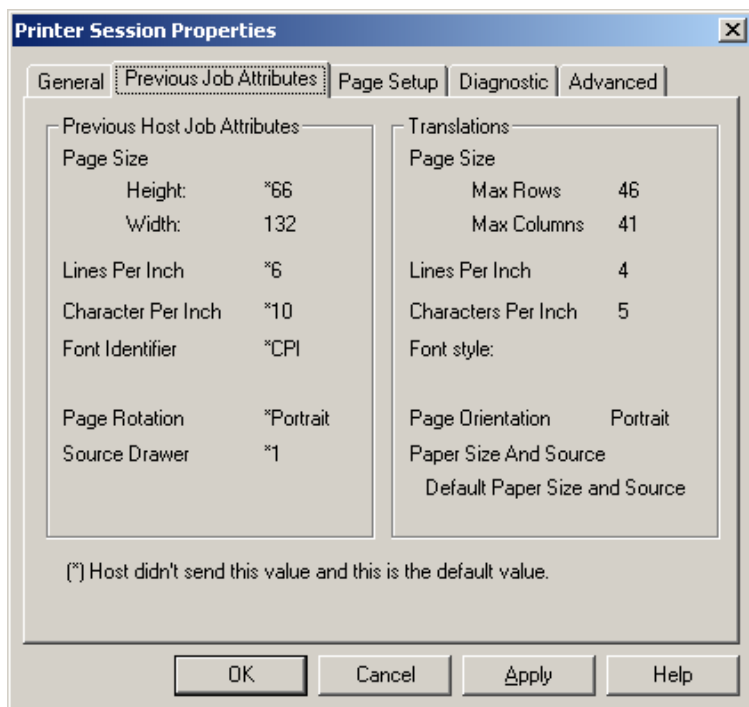 Printer Session Properties
General Previous Job Attributes Page Setup Diagnostic Advanced
Previous Host Job Attributes
Page Size
Height: *66
Width: 132
Lines Per Inch *6
Character Per Inch *10
Font Identifier *CPI
Page Rotation *Portrait
Source Drawer *1
Translations
Page Size
Max Rows 46
Max Columns 41
Lines Per Inch 4
Characters Per Inch 5
Font style:
Page Orientation Portrait
Paper Size And Source
Default Paper Size and Source
(*) Host didn't send this value and this is the default value.
OK Cancel Apply Help